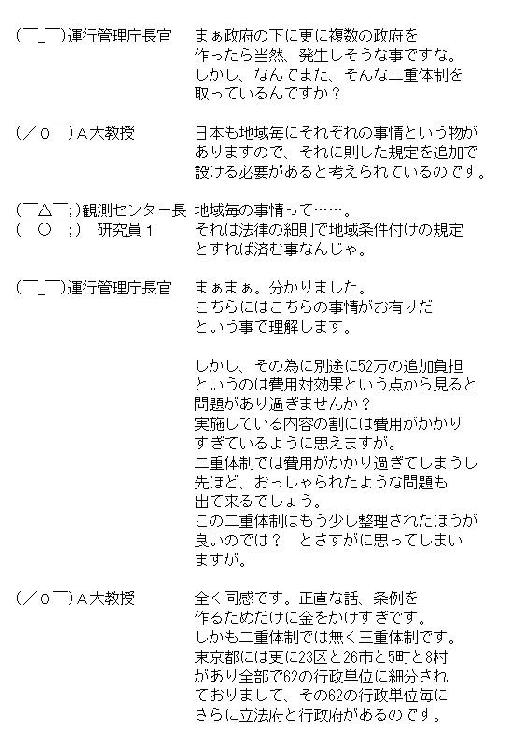 (￣_￣)運行管理庁長官　まぁ政府の下に更に複数の政府を
作ったら当然、発生しそうな事ですな。
しかし、なんでまた、そんな二重体制を
取っているんですか？
(／０　)Ａ大教授　日本も地域毎にそれぞれの事情という物が
ありますので、それに則した規定を追加で
設ける必要があると考えられているのです。
(￣△￣;)観測センター長　地域毎の事情って……。
(　○　;)　研究員１　それは法律の細則で地域条件付けの規定
とすれば済む事なんじゃ。
(￣_￣)運行管理庁長官　まぁまぁ。分かりました。
こちらにはこちらの事情がお有りだ
という事で理解します。
しかし、その為に別途に52万の追加負担
というのは費用対効果という点から見ると
問題があり過ぎませんか？
実施している内容の割には費用がかかり
すぎているように思えますが。
二重体制では費用がかかり過ぎてしまうし
先ほど、おっしゃられたような問題も
出て来るでしょう。
この二重体制はもう少し整理されたほうが
良いのでは？　とさすがに思ってしまい
ますが。
(／０￣)Ａ大教授　全く同感です。正直な話、条例を
作るためだけに金をかけすぎです。
しかも二重体制では無く三重体制です。
東京都には更に23区と26市と5町と8村
があり全部で62の行政単位に細分され
ておりまして、その62の行政単位毎に
さらに立法府と行政府があるのです。